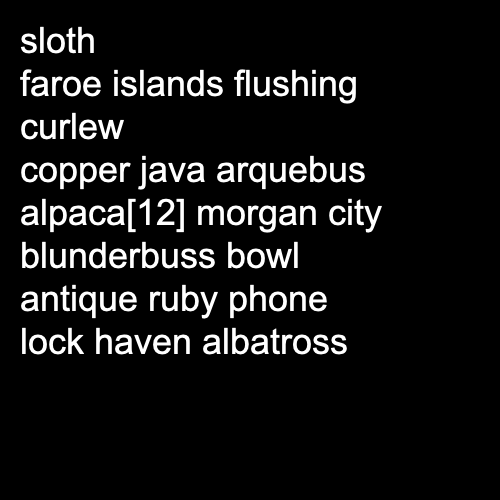 sloth
faroe islands flushing
curlew
copper java arquebus
alpaca[12] morgan city
blunderbuss bowl
antique ruby phone
lock haven albatross